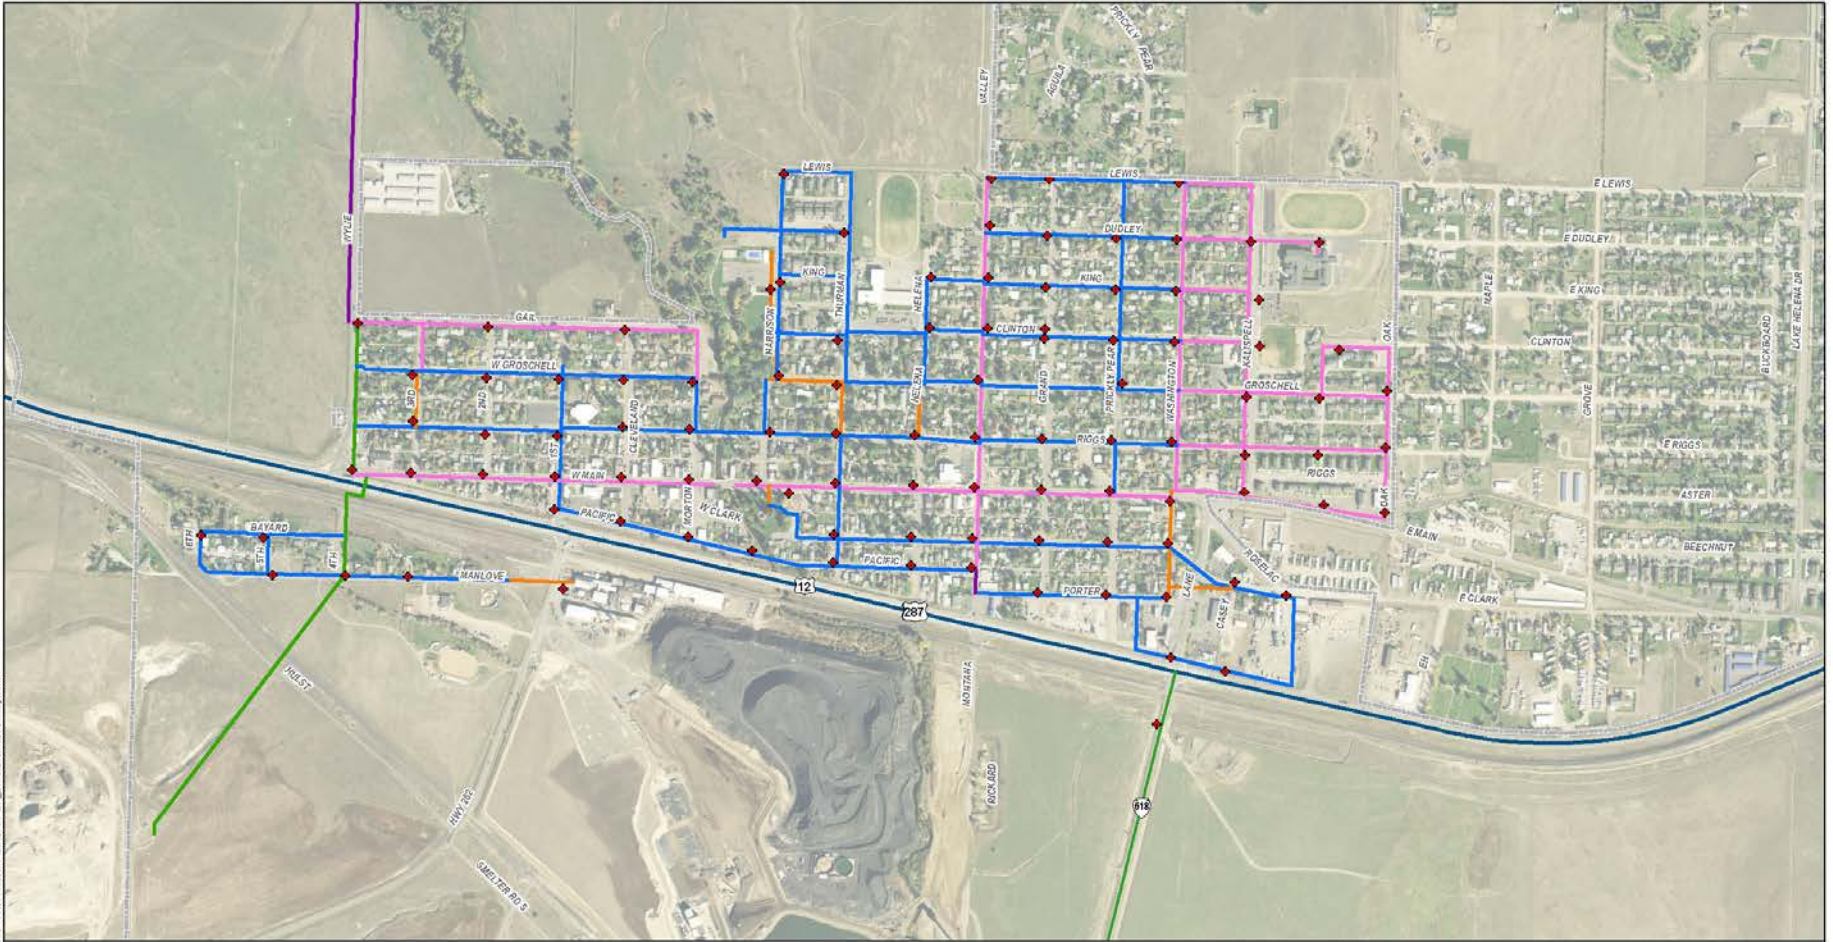 PRICKLY PEAR
AGUILA
VALLEY
LEWIS
LEWIS
E LEWIS
WYLIE
DUDLEY
E DUDLEY
KING
KING
E KING
THURMAN
HELENA
MAPLE
LAKE HELENA DR
GAIL
HARRISON
CLINTON
KALISPELL
OAK
CLINTON
BUCKBOARD
W GROSCHELL
3RD
2ND
CLEVELAND
HELENA
GRAND
PRICKLY PEAR
WASHINGTON
GROSCHELL
GROVE
1ST
RIGGS
E RIGGS
W MAIN
RIGGS
MORTON
OAK
ASTER
PACIFIC
W CLARK
E MAIN
6TH
BAYARD
5TH
4TH
BEECHNUT
ROSELAC
PACIFIC
MANLOVE
12
LANE
PORTER
CASEY
E CLARK
287
HULST
MONTANA
EH
RICKARD
HWY 282
518
SMELTER RD S